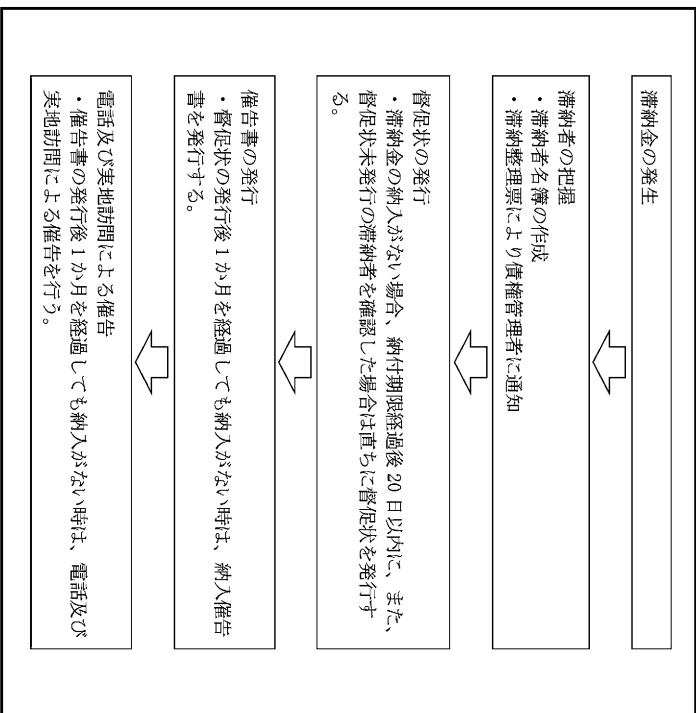 滞納金の発生
滞納者の把握
・滞納者名簿の作成
・滞納整理票により債権管理者に通知
督促状の発行
・滞納金の納入がない場合、納付期限経過後 20 日以内に、また、
督促状未発行の滞納者を確認した場合は直ちに督促状を発行す
る。
催告書の発行
・督促状の発行後 1 か月を経過しても納入がない時は、納入催告
書を発行する。
電話及び実地訪問による催告
・催告書の発行後 1 か月を経過しても納入がない時は、電話及び
実地訪問による催告を行う。